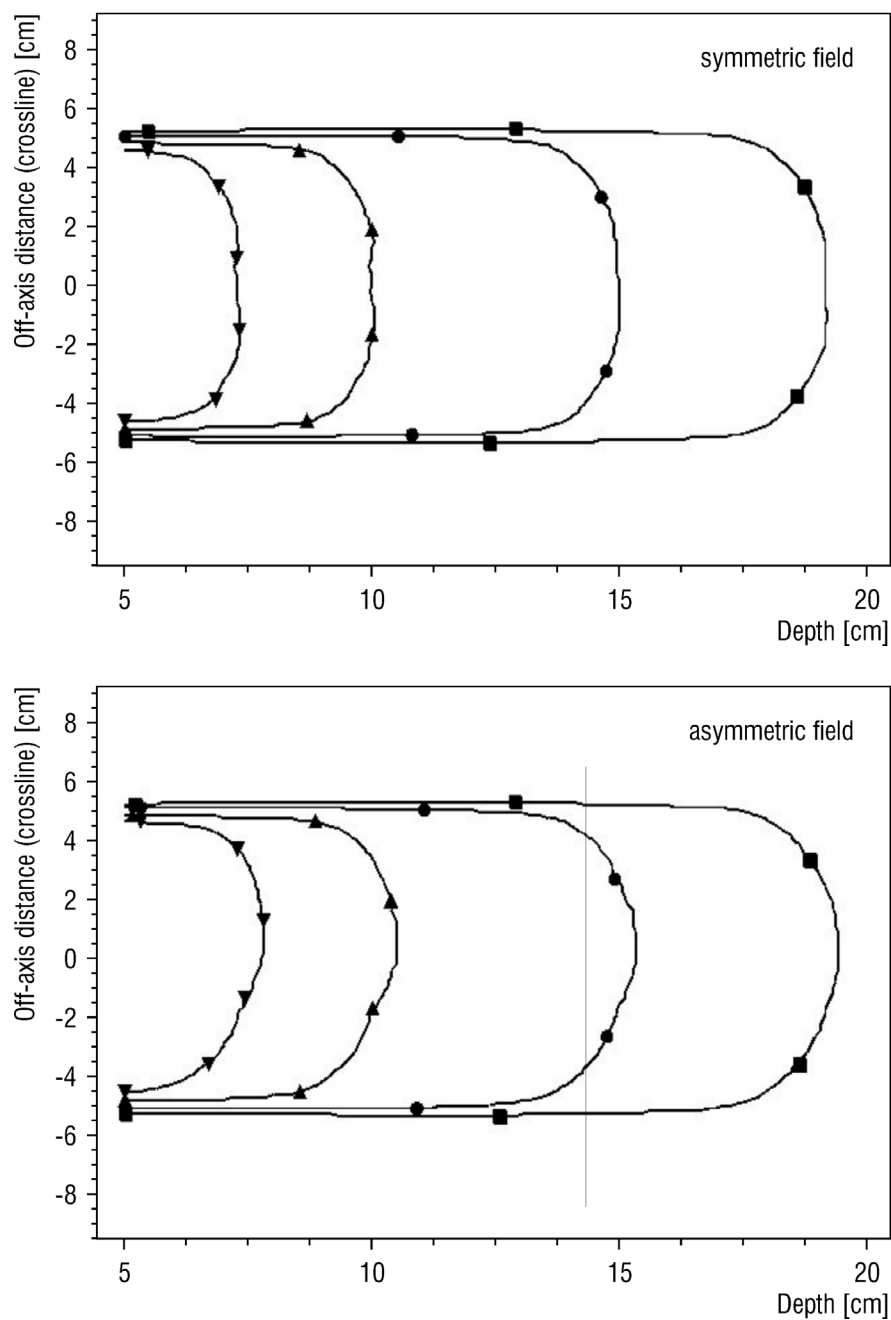 Off-axis distance (crossline) [cm]
8
6
4
2
0
-2
-4
-6
-8
symmetric field
5 10 15 20
Depth [cm]
Off-axis distance (crossline) [cm]
8
6
4
2
0
-2
-4
-6
-8
asymmetric field
5 10 15 20
Depth [cm]